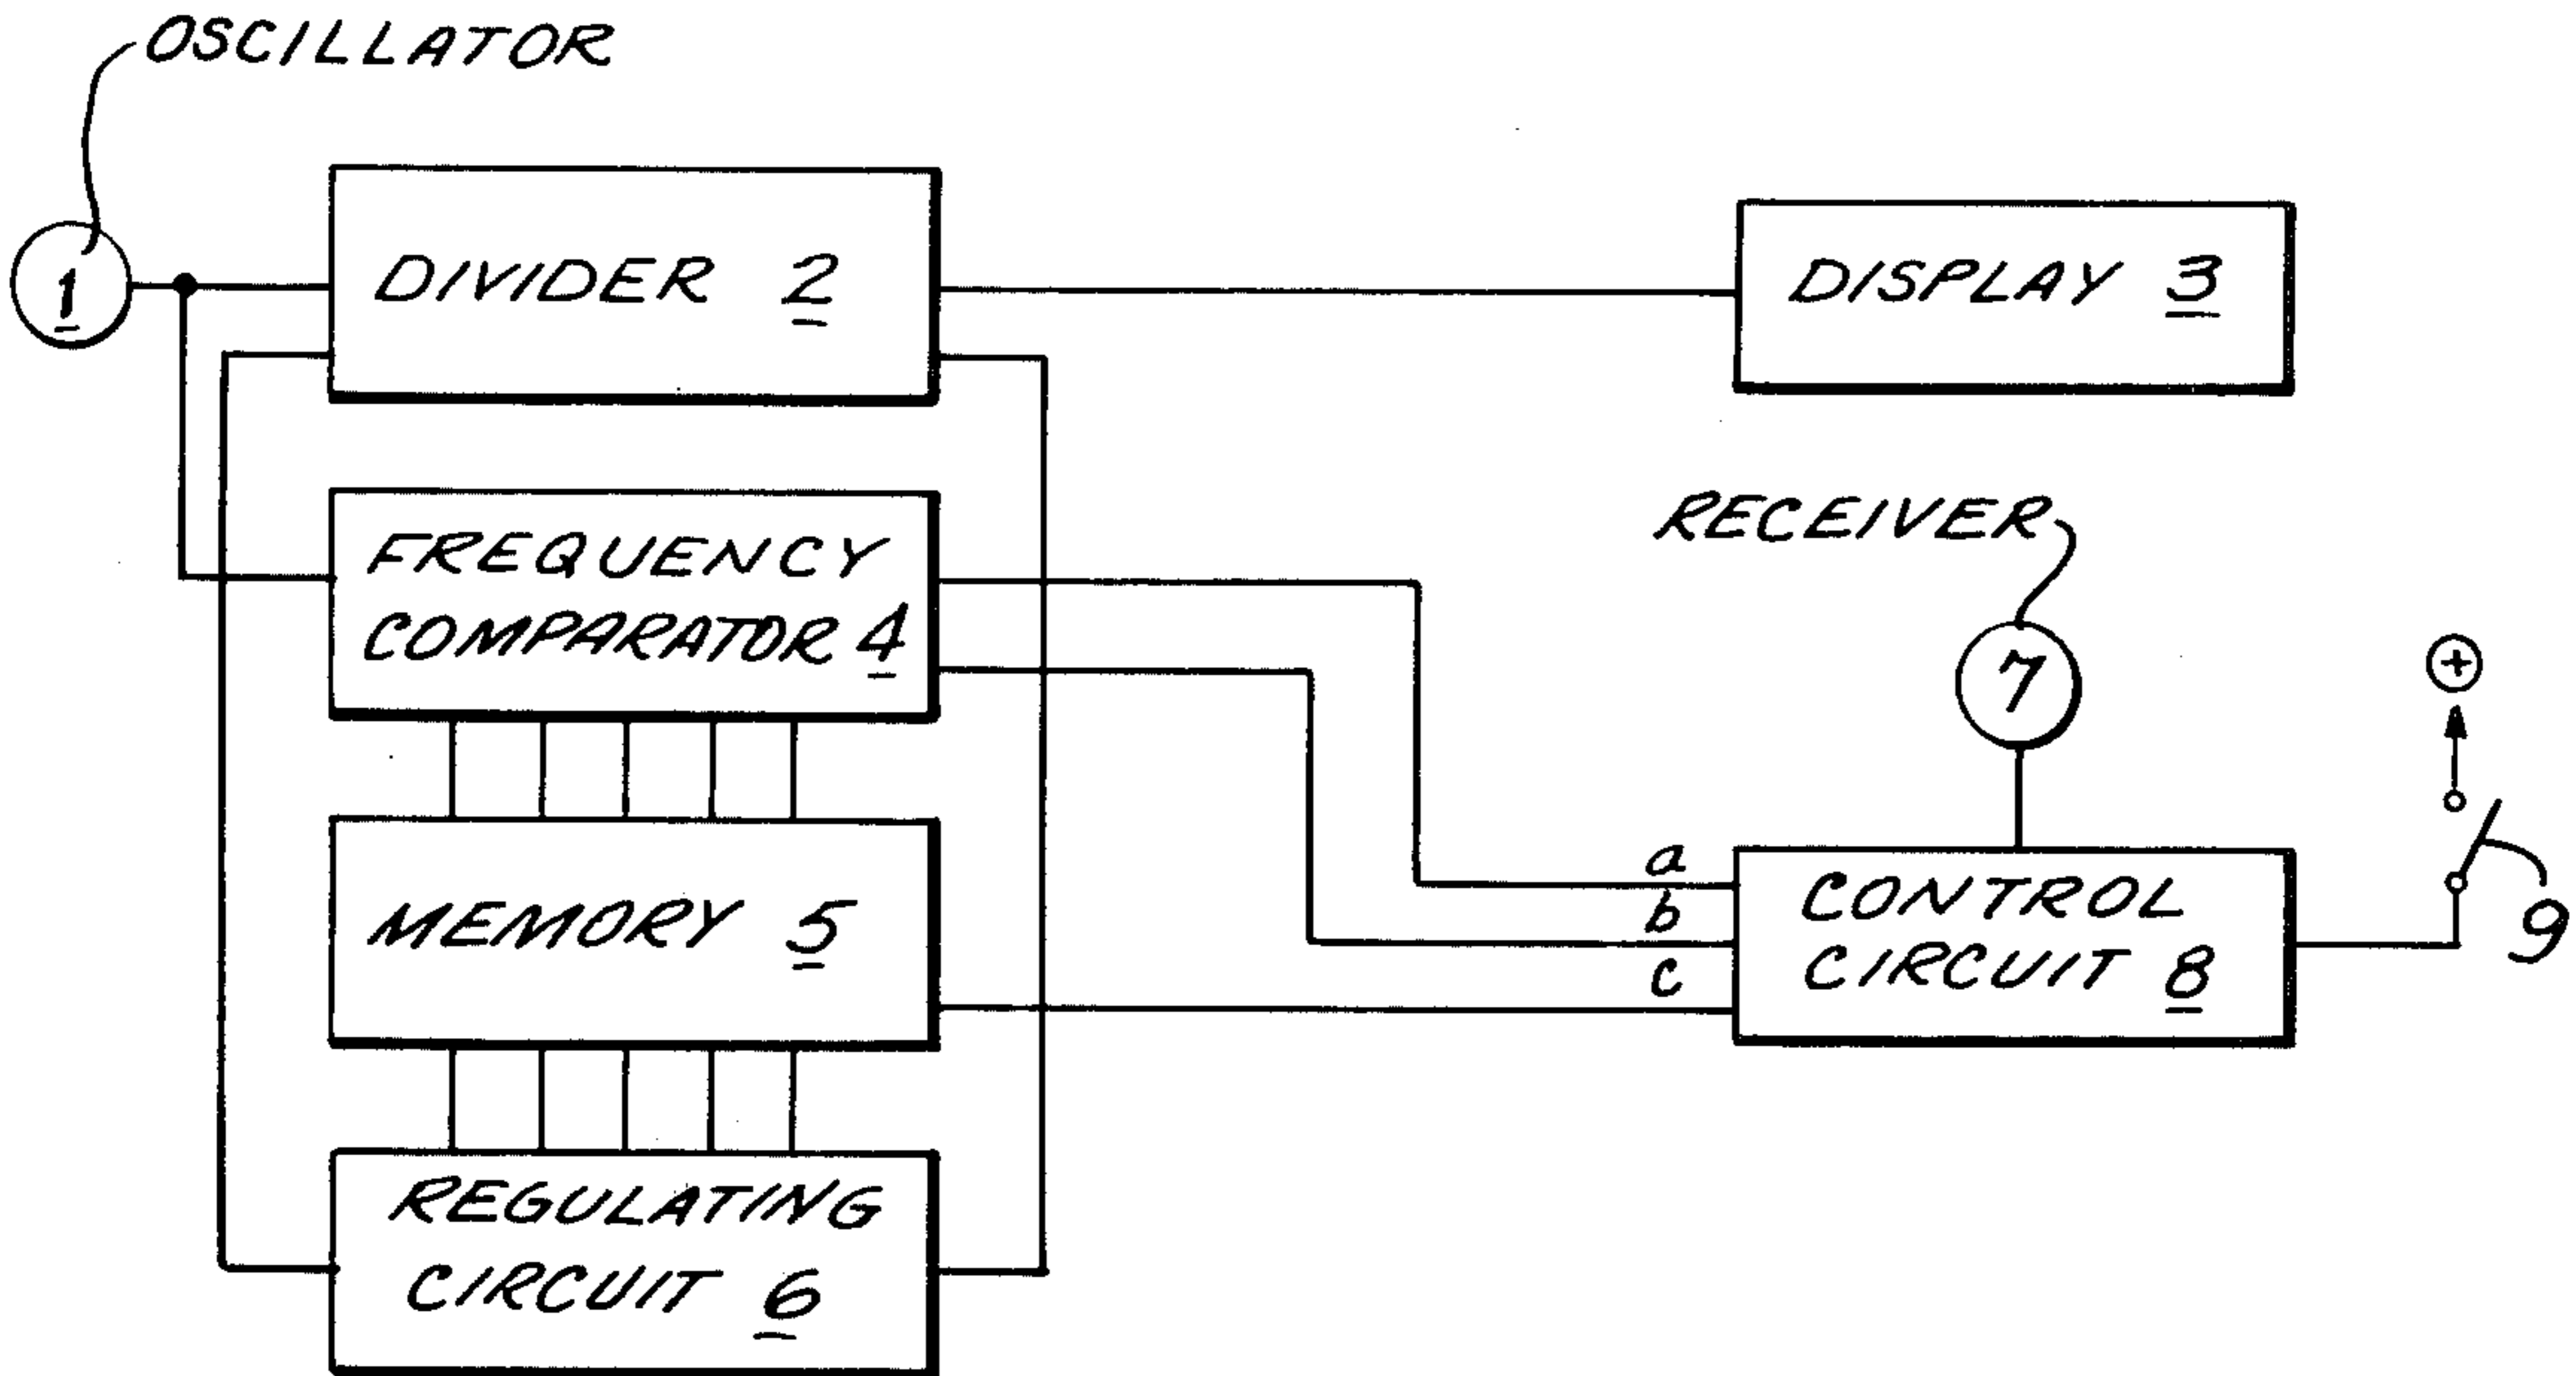 OSCILLATOR
1
DIVIDER 2
DISPLAY 3
FREQUENCY
COMPARATOR 4
RECEIVER
7
+
MEMORY 5
a
b
c
CONTROL
CIRCUIT 8
9
REGULATING
CIRCUIT 6